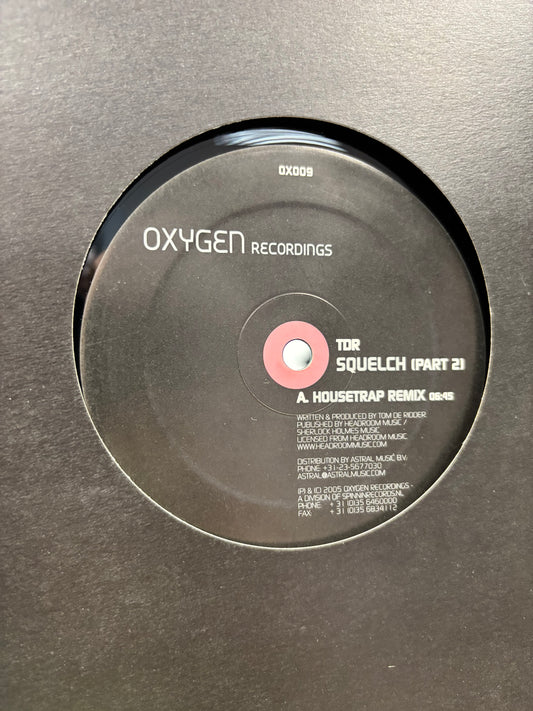 OX009
OXYGEN RECORDINGS
TDR
SQUELCH (PART 2)
A. HOUSETRAP REMIX 06:45
WRITTEN & PRODUCED BY TOM DE RIDDER
PUBLISHED BY HEADROOM MUSIC /
SHERLOCK HOLMES MUSIC
LICENSED FROM HEADROOM MUSIC
WWW.HEADROOMMUSIC.COM
DISTRIBUTION BY ASTRAL MUSIC B.V.
PHONE: +31-23-5677030
ASTRAL@ASTRALMUSIC.COM
(P) & (C) 2005 OXYGEN RECORDINGS -
A DIVISION OF SPINNINRECORDS.NL
PHONE: + 31 (0)35 6460000
FAX: + 31 (0)35 6834112